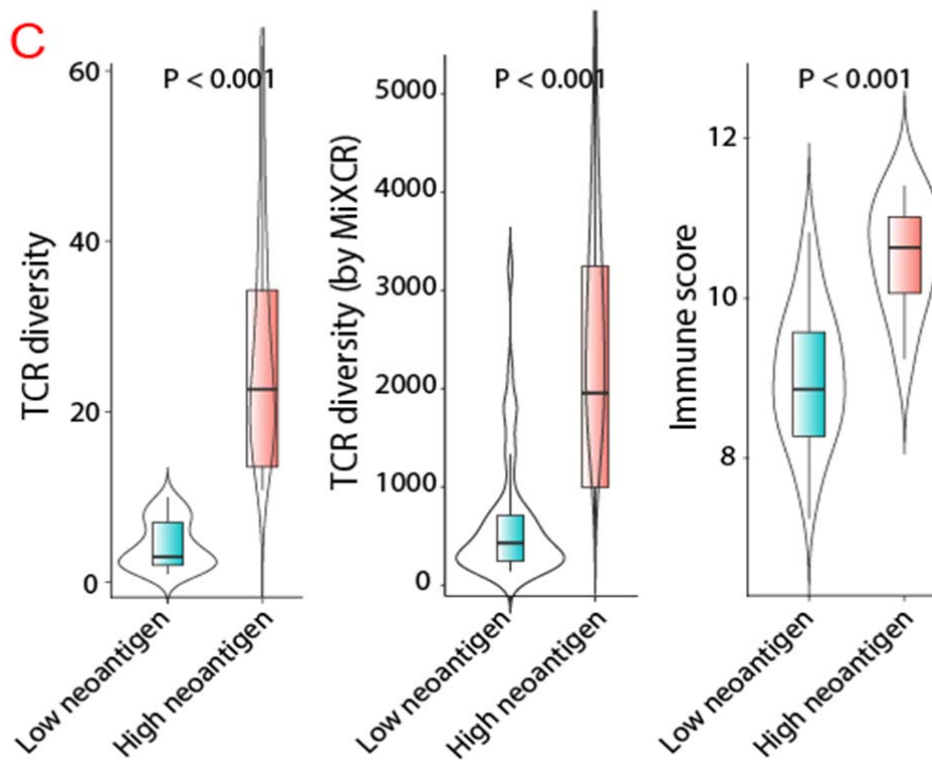 C
TCR diversity
60
40
20
0
P < 0.001
Low neoantigen
High neoantigen
TCR diversity (by MiXCR)
5000
4000
3000
2000
1000
0
P < 0.001
Low neoantigen
High neoantigen
Immune score
12
10
8
P < 0.001
Low neoantigen
High neoantigen